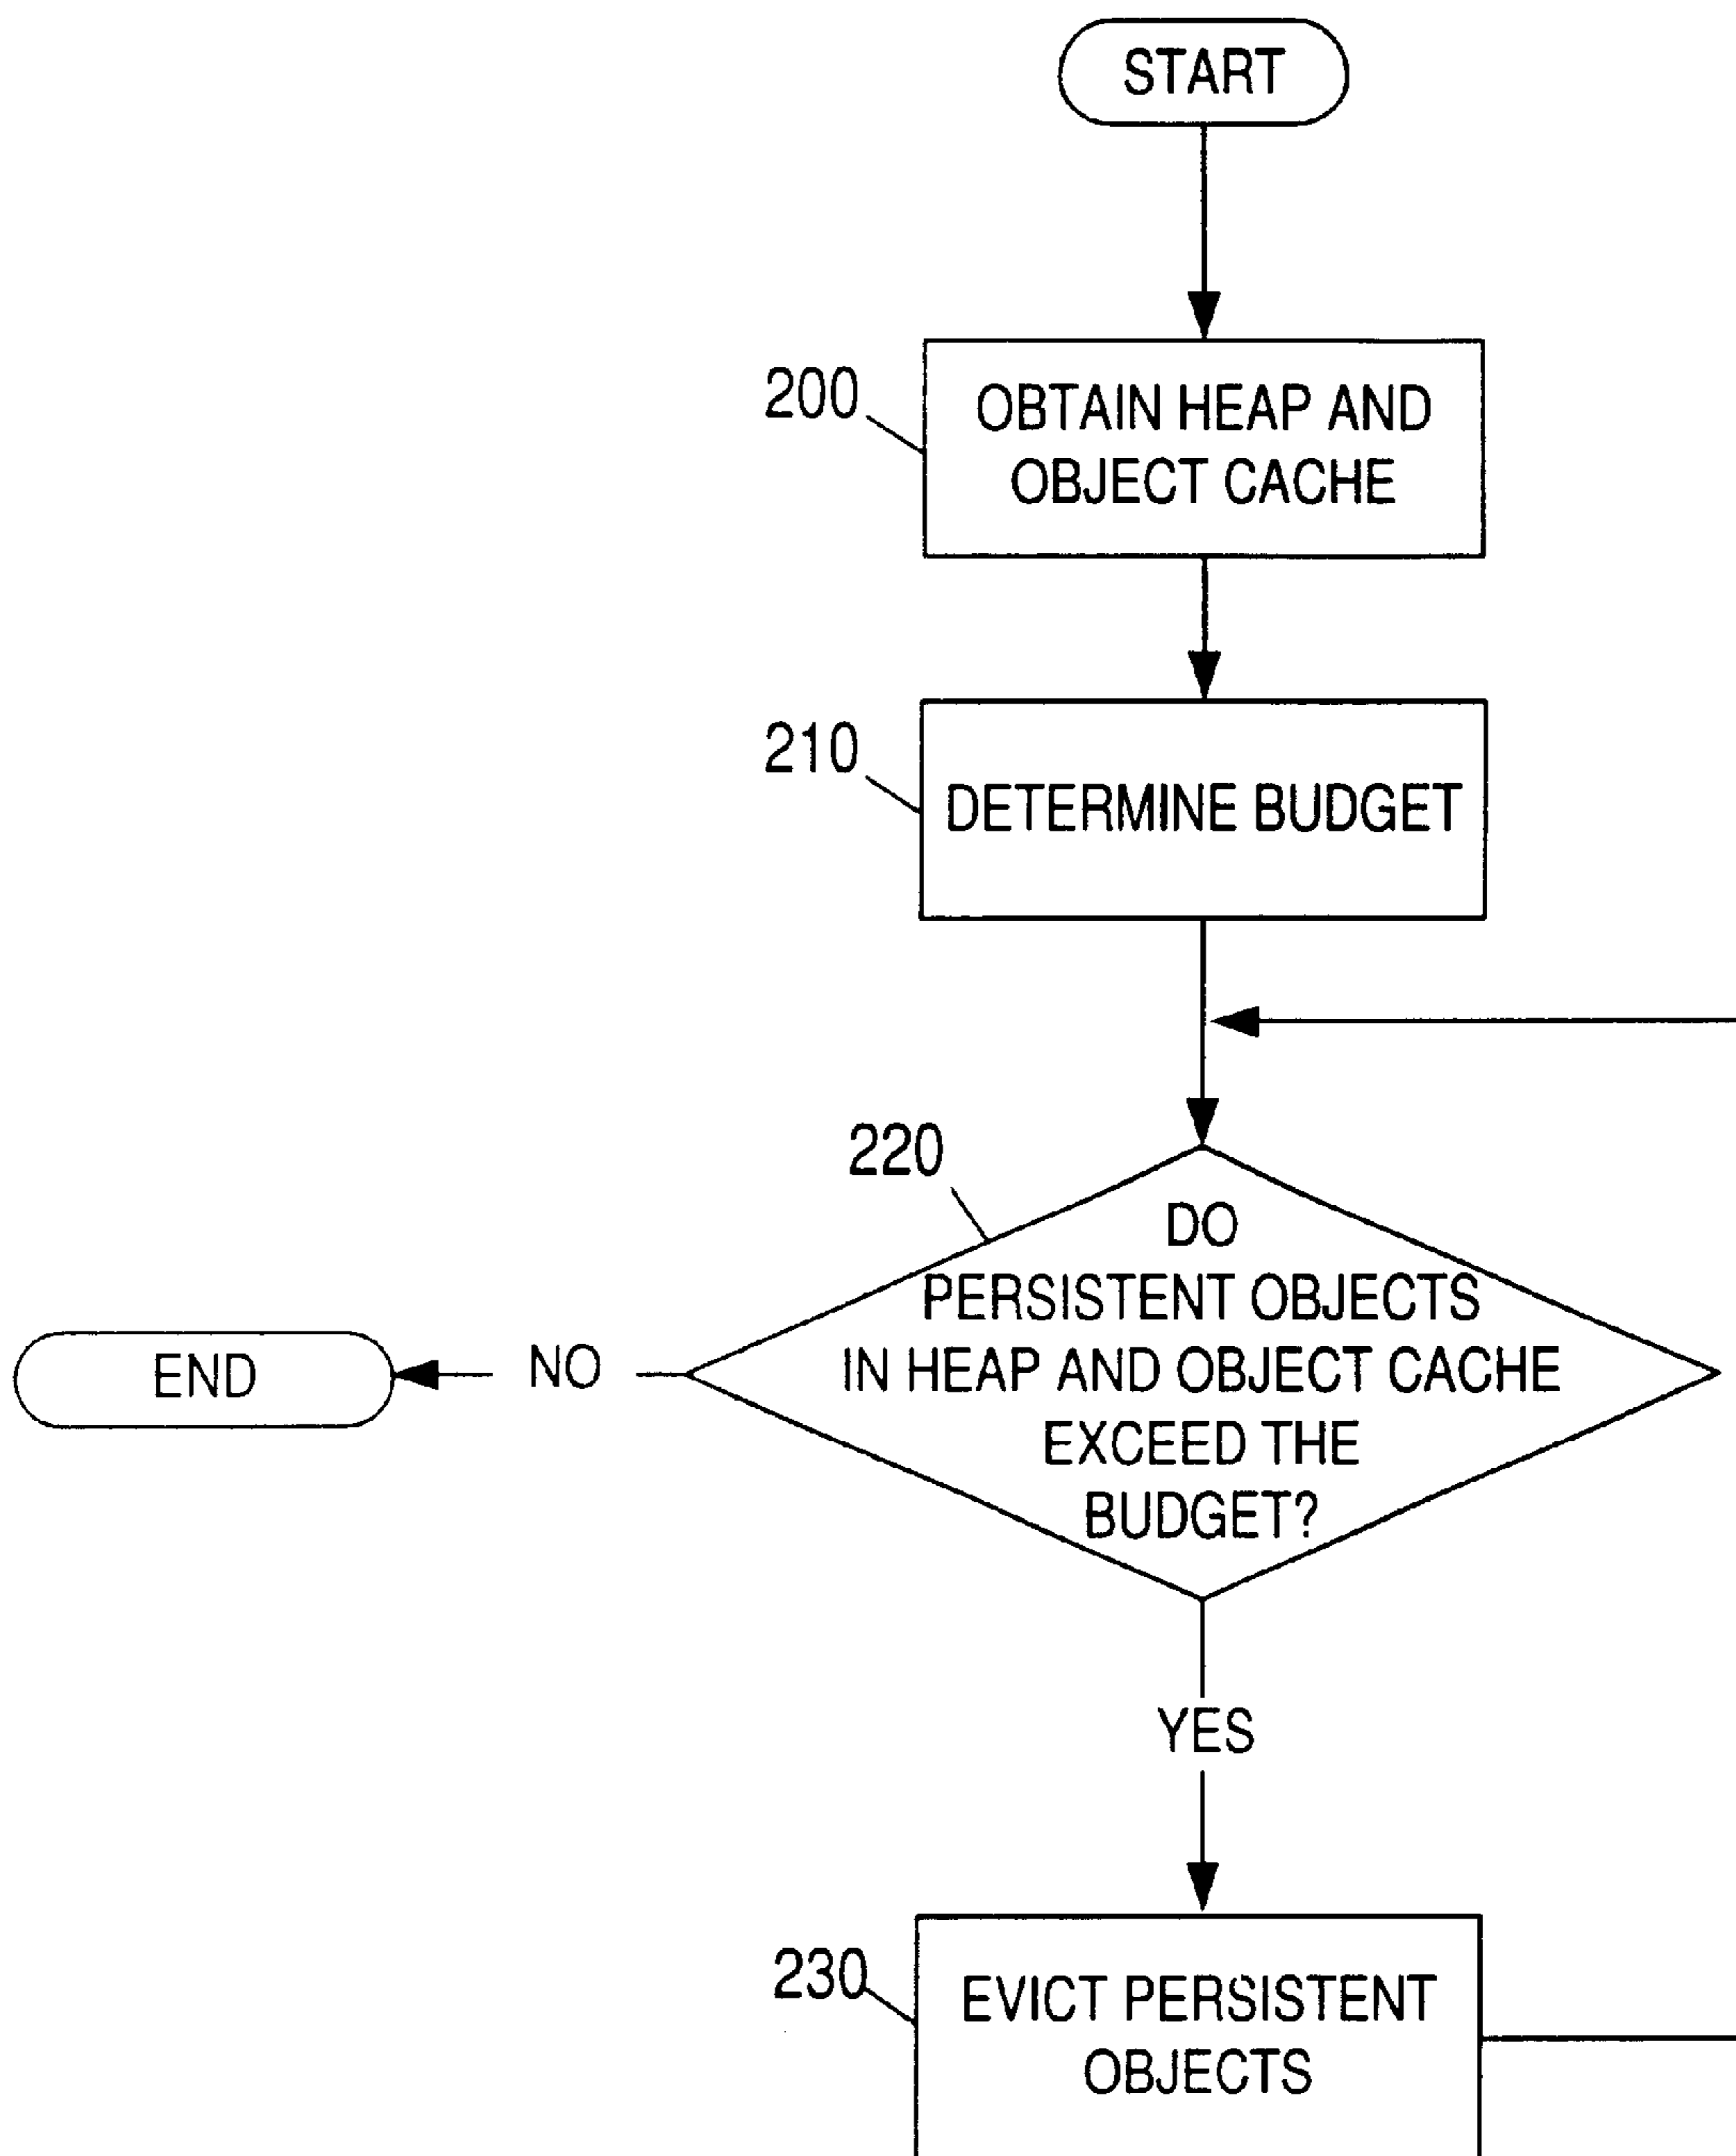 START
200
OBTAIN HEAP AND
OBJECT CACHE
210
DETERMINE BUDGET
220
DO
PERSISTENT OBJECTS
IN HEAP AND OBJECT CACHE
EXCEED THE
BUDGET?
NO
END
YES
230
EVICT PERSISTENT
OBJECTS